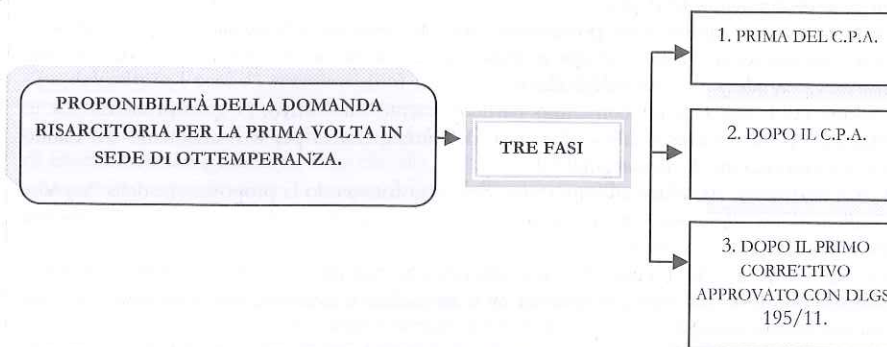 PROPONIBILITÀ DELLA DOMANDA
RISARCITORIA PER LA PRIMA VOLTA IN
SEDE DI OTTEMPERANZA.
TRE FASI
1. PRIMA DEL C.P.A.
2. DOPO IL C.P.A.
3. DOPO IL PRIMO
CORRETTIVO
APPROVATO CON DLGS
195/11.